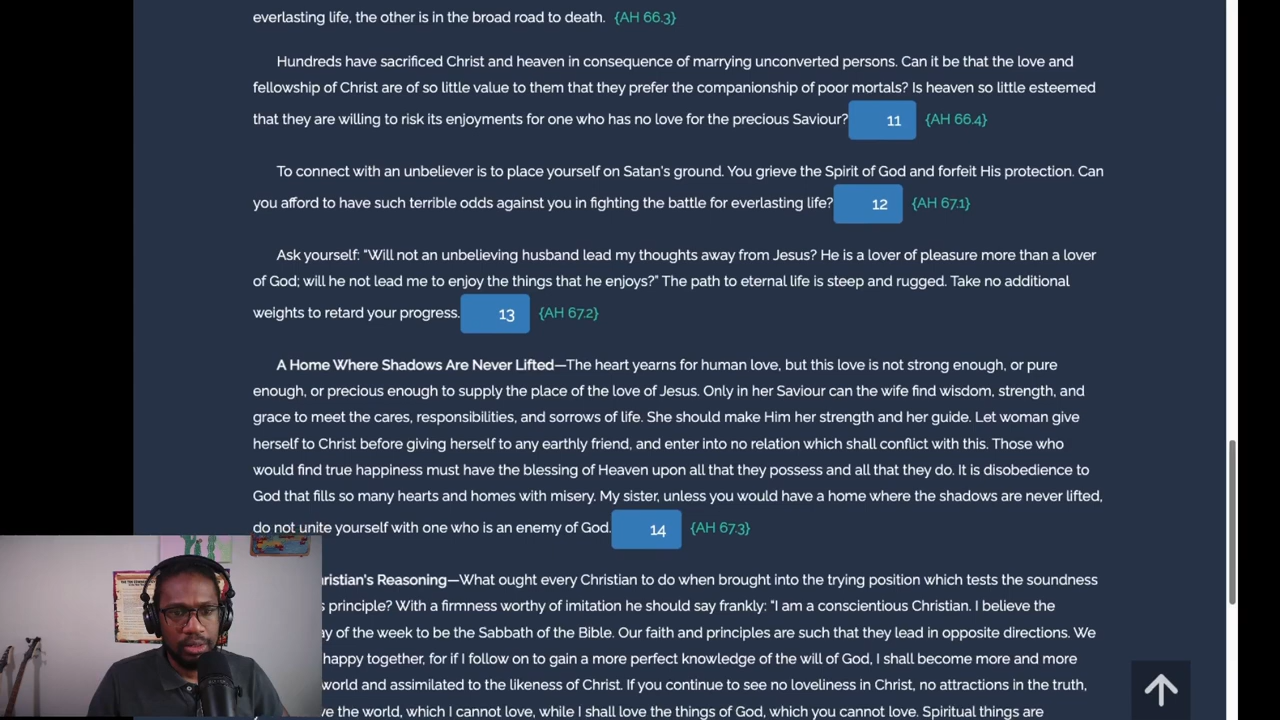 everlasting life, the other is in the broad road to death. {AH 66.3}
Hundreds have sacrificed Christ and heaven in consequence of marrying unconverted persons. Can it be that the love and
fellowship of Christ are of so little value to them that they prefer the companionship of poor mortals? Is heaven so little esteemed
that they are willing to risk its enjoyments for one who has no love for the precious Saviour? 11 {AH 66.4}
To connect with an unbeliever is to place yourself on Satan's ground. You grieve the Spirit of God and forfeit His protection. Can
you afford to have such terrible odds against you in fighting the battle for everlasting life? 12 {AH 67.1}
Ask yourself: “Will not an unbelieving husband lead my thoughts away from Jesus? He is a lover of pleasure more than a lover
of God; will he not lead me to enjoy the things that he enjoys?” The path to eternal life is steep and rugged. Take no additional
weights to retard your progress. 13 {AH 67.2}
A Home Where Shadows Are Never Lifted—The heart yearns for human love, but this love is not strong enough, or pure
enough, or precious enough to supply the place of the love of Jesus. Only in her Saviour can the wife find wisdom, strength, and
grace to meet the cares, responsibilities, and sorrows of life. She should make Him her strength and her guide. Let woman give
herself to Christ before giving herself to any earthly friend, and enter into no relation which shall conflict with this. Those who
would find true happiness must have the blessing of Heaven upon all that they possess and all that they do. It is disobedience to
God that fills so many hearts and homes with misery. My sister, unless you would have a home where the shadows are never lifted,
do not unite yourself with one who is an enemy of God. 14 {AH 67.3}
ristian's Reasoning—What ought every Christian to do when brought into the trying position which tests the soundness
principle? With a firmness worthy of imitation he should say frankly: “I am a conscientious Christian. I believe the
of the week to be the Sabbath of the Bible. Our faith and principles are such that they lead in opposite directions. We
happy together, for if I follow on to gain a more perfect knowledge of the will of God, I shall become more and more
world and assimilated to the likeness of Christ. If you continue to see no loveliness in Christ, no attractions in the truth,
the world, which I cannot love, while I shall love the things of God, which you cannot love. Spiritual things are